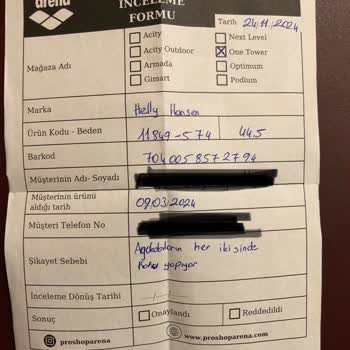 arena
İNCELEME
FORMU
Tarih 24.11.2024
Mağaza Adı
Acity
Next Level
Acity Outdoor
One Tower
Armada
Optimum
Gimart
Podium
Marka Helly Hansen
Ürün Kodu - Beden 11849-574 44.5
Barkod 7040058572794
Müşterinin Adı- Soyadı
Müşterinin ürünü
aldığı tarih 09.03.2024
Müşteri Telefon No
Şikayet Sebebi Ayakkabıların her ikisinde
koku yapıyor
İnceleme Dönüş Tarihi
Sonuç Onaylandı Reddedildi
proshoparena www.proshoparena.com